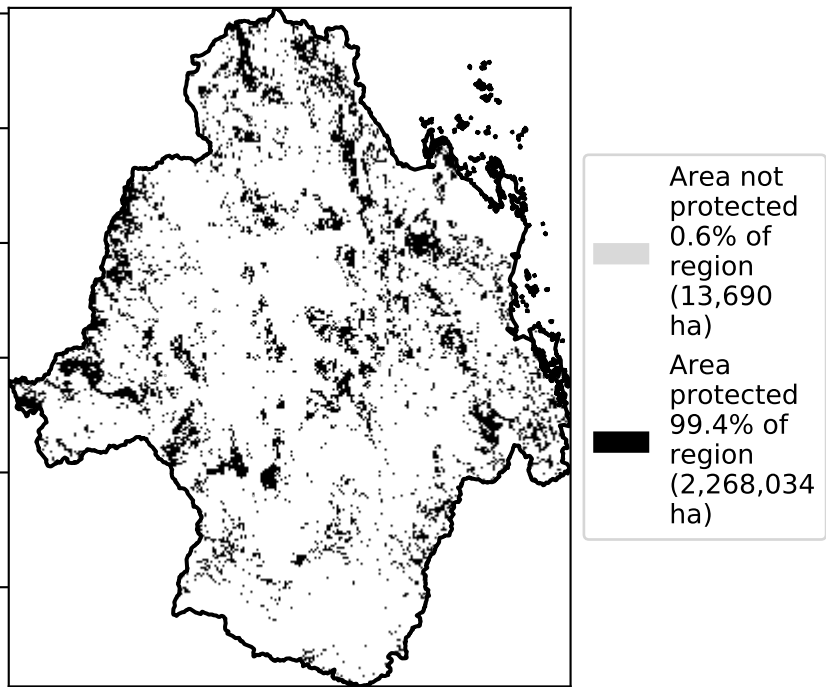 Area not
protected
0.6% of
region
(13,690
ha)
Area
protected
99.4% of
region
(2,268,034
ha)